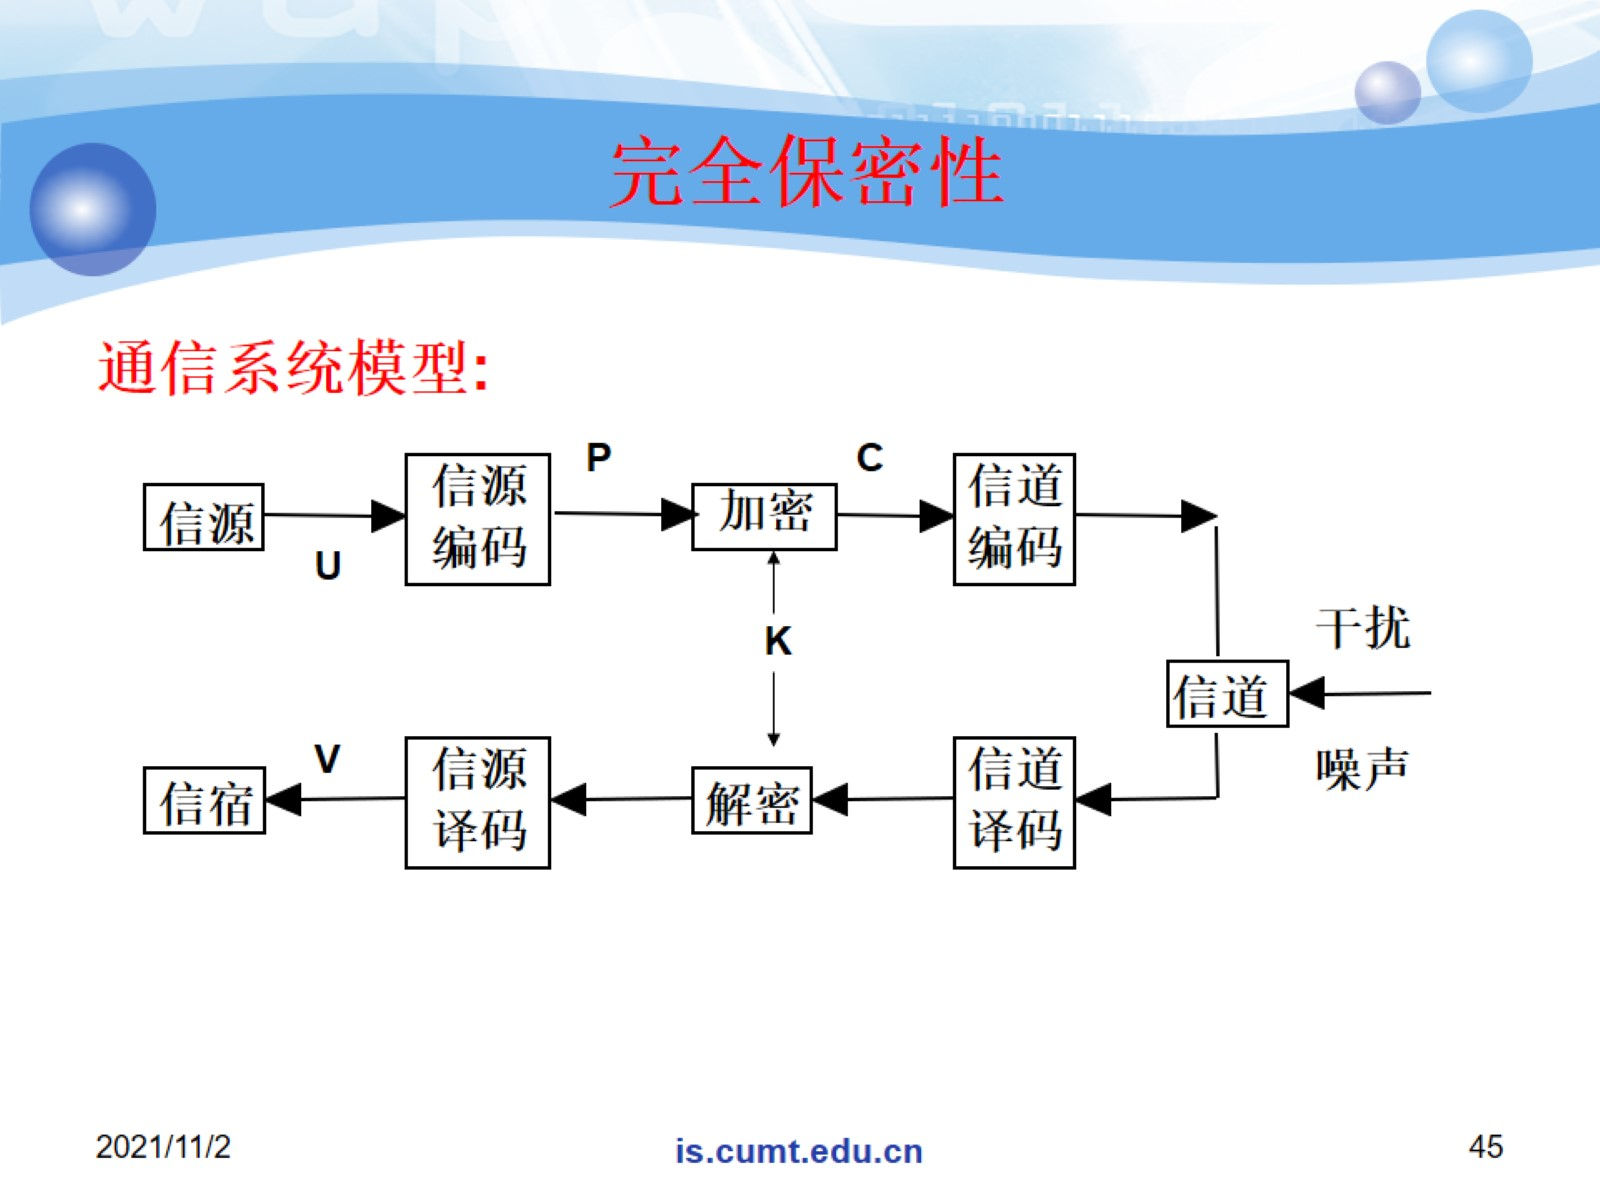 完全保密性
通信系统模型:
P
C
信源
信源
编码
加密
信道
编码
U
干扰
K
信道
V
噪声
信宿
信源
译码
解密
信道
译码
2021/11/2
is.cumt.edu.cn
45